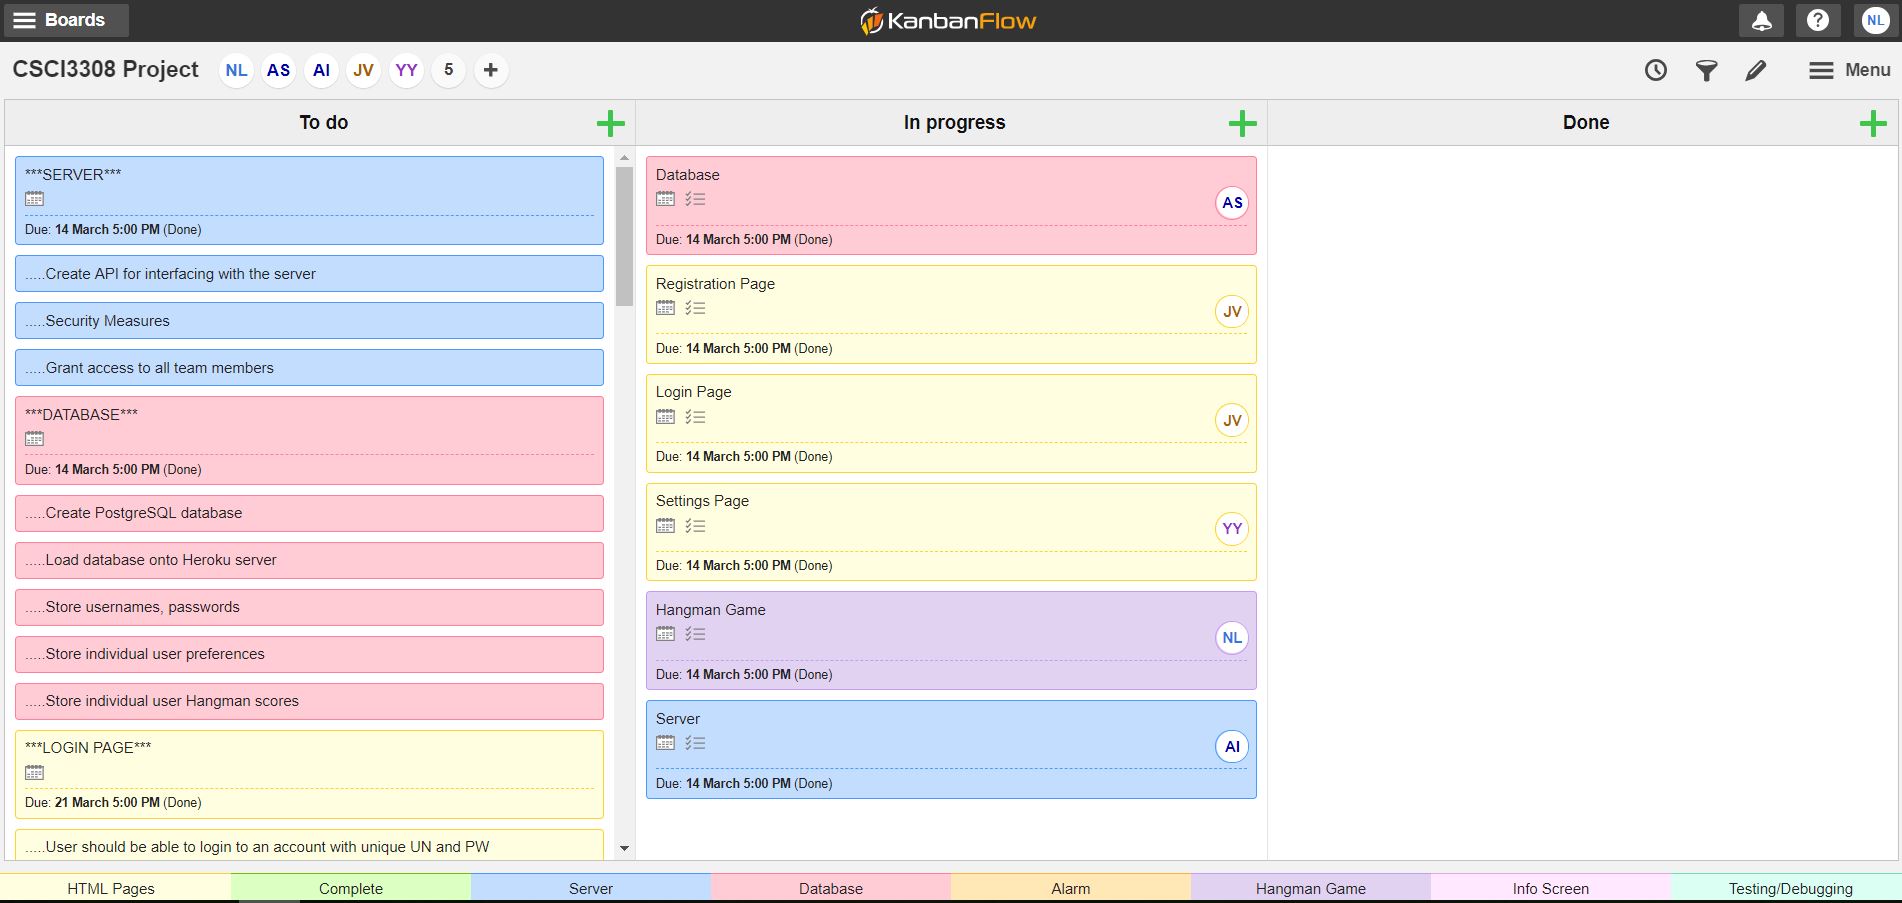 Boards
KanbanFlow
?
NL
CSCI3308 Project
NL AS AI JV YY 5 +
Menu
To do
In progress
Done
***SERVER***
Due: 14 March 5:00 PM (Done)
.....Create API for interfacing with the server
.....Security Measures
.....Grant access to all team members
***DATABASE***
Due: 14 March 5:00 PM (Done)
.....Create PostgreSQL database
.....Load database onto Heroku server
.....Store usernames, passwords
.....Store individual user preferences
.....Store individual user Hangman scores
***LOGIN PAGE***
Due: 21 March 5:00 PM (Done)
.....User should be able to login to an account with unique UN and PW
Database
AS
Due: 14 March 5:00 PM (Done)
Registration Page
JV
Due: 14 March 5:00 PM (Done)
Login Page
JV
Due: 14 March 5:00 PM (Done)
Settings Page
YY
Due: 14 March 5:00 PM (Done)
Hangman Game
NL
Due: 14 March 5:00 PM (Done)
Server
AI
Due: 14 March 5:00 PM (Done)
HTML Pages
Complete
Server
Database
Alarm
Hangman Game
Info Screen
Testing/Debugging